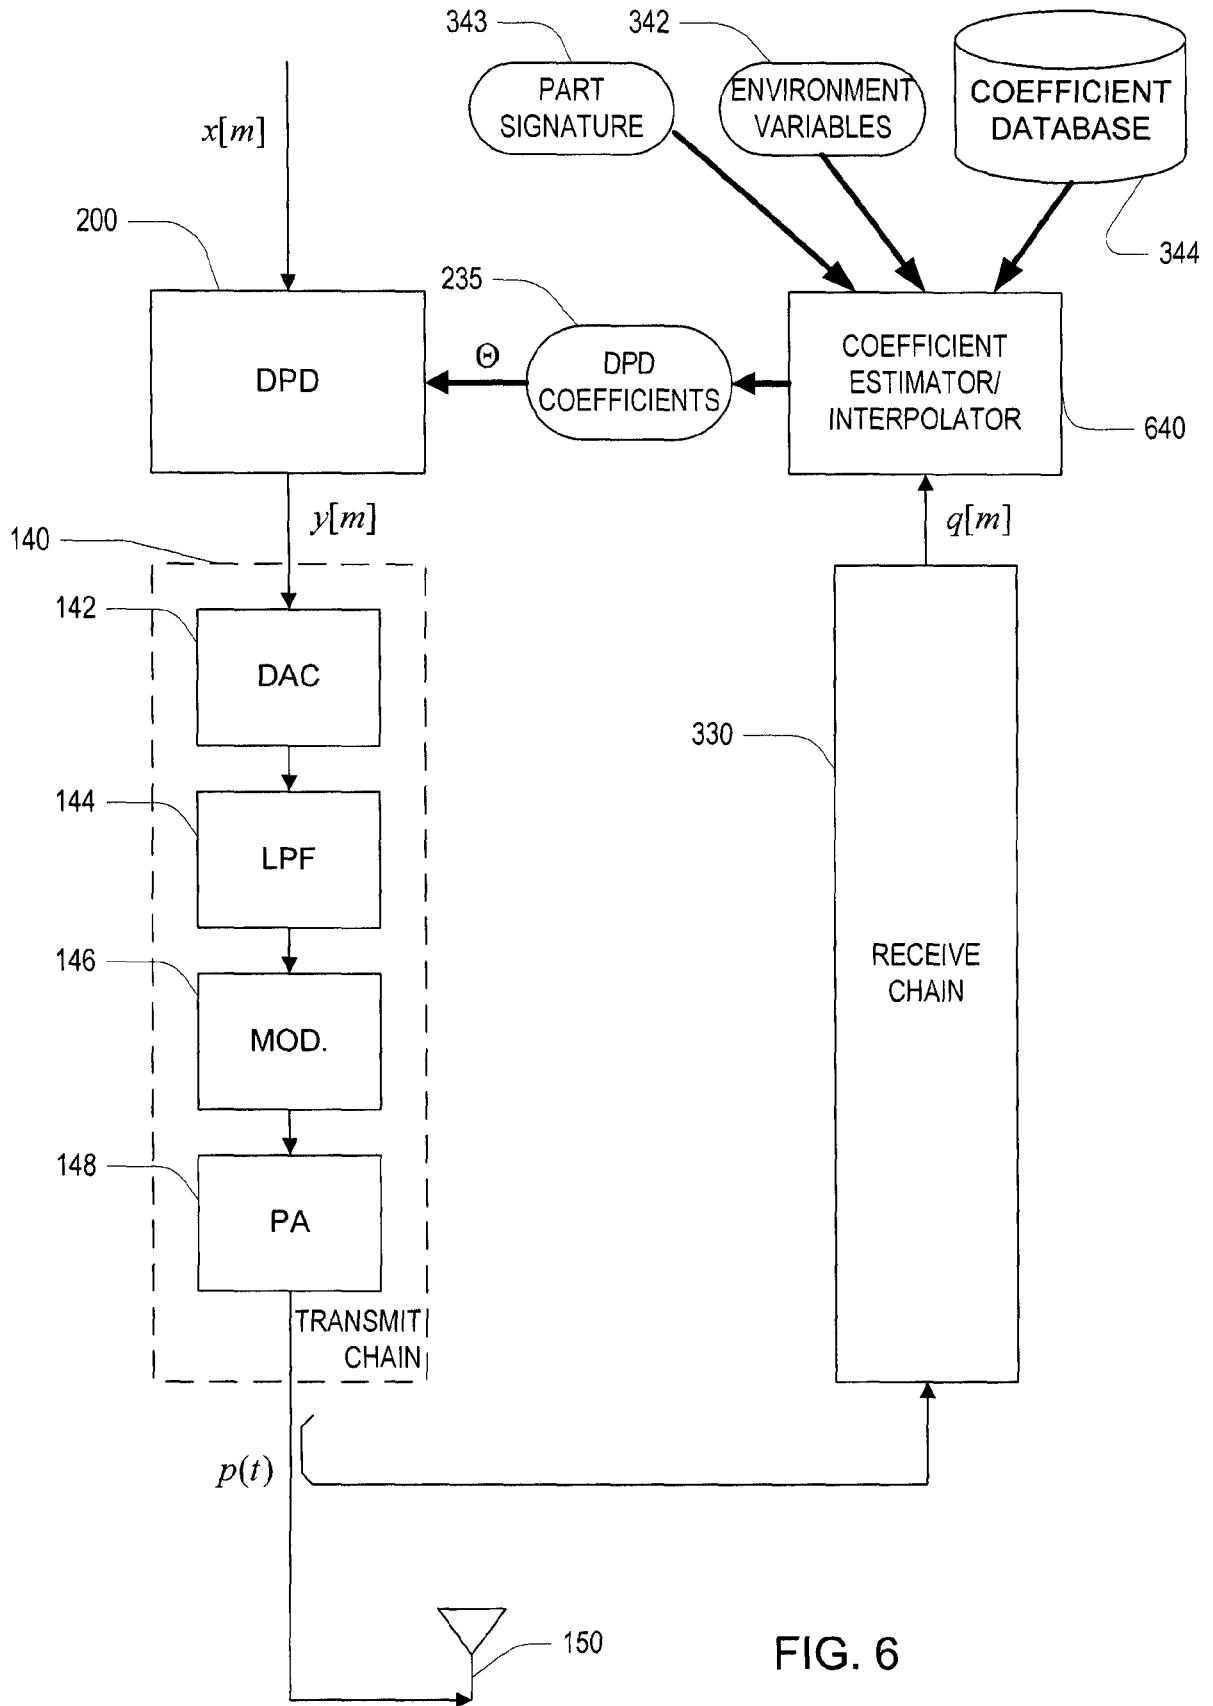 343
342
PART
SIGNATURE
ENVIRONMENT
VARIABLES
COEFFICIENT
DATABASE
x[m]
200
344
235
DPD
Θ
DPD
COEFFICIENTS
COEFFICIENT
ESTIMATOR/
INTERPOLATOR
640
y[m]
q[m]
140
142
DAC
330
144
LPF
146
MOD.
RECEIVE
CHAIN
148
PA
TRANSMIT
CHAIN
p(t)
150
FIG. 6